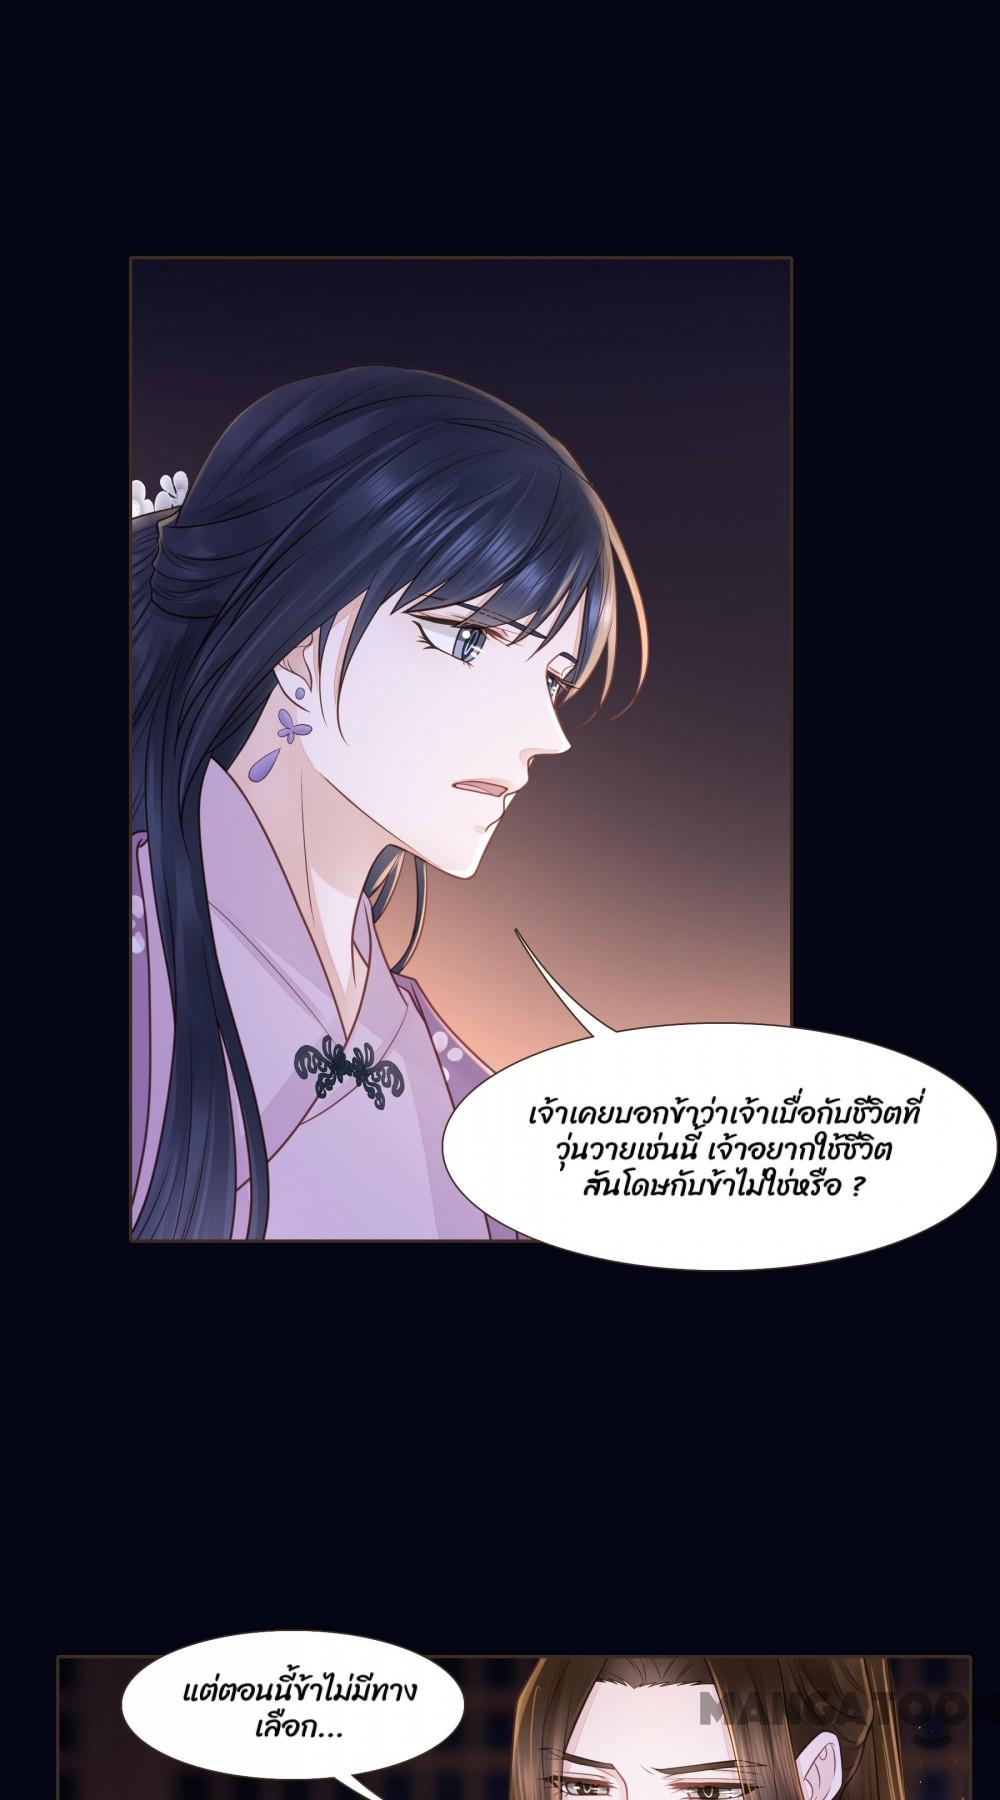 เจ้าเคยบอกข้าว่าเจ้าเบื่อกับชีวิตที่
วุ่นวายเช่นนี้ เจ้าอยากใช้ชีวิต
สันโดษกับข้าไม่ใช่หรือ ?
แต่ตอนนี้ข้าไม่มีทาง
เลือก...
MANGATOON